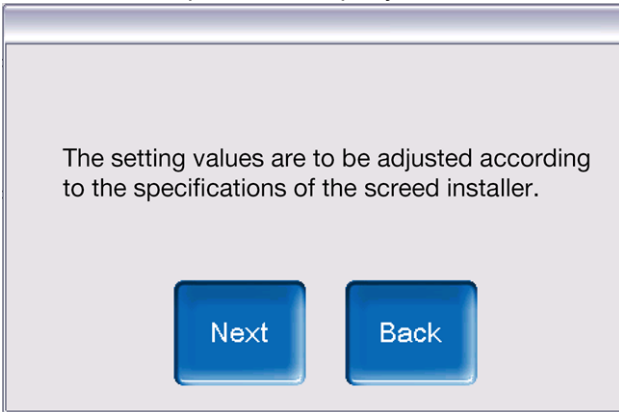 The setting values are to be adjusted according
to the specifications of the screed installer.
Next Back